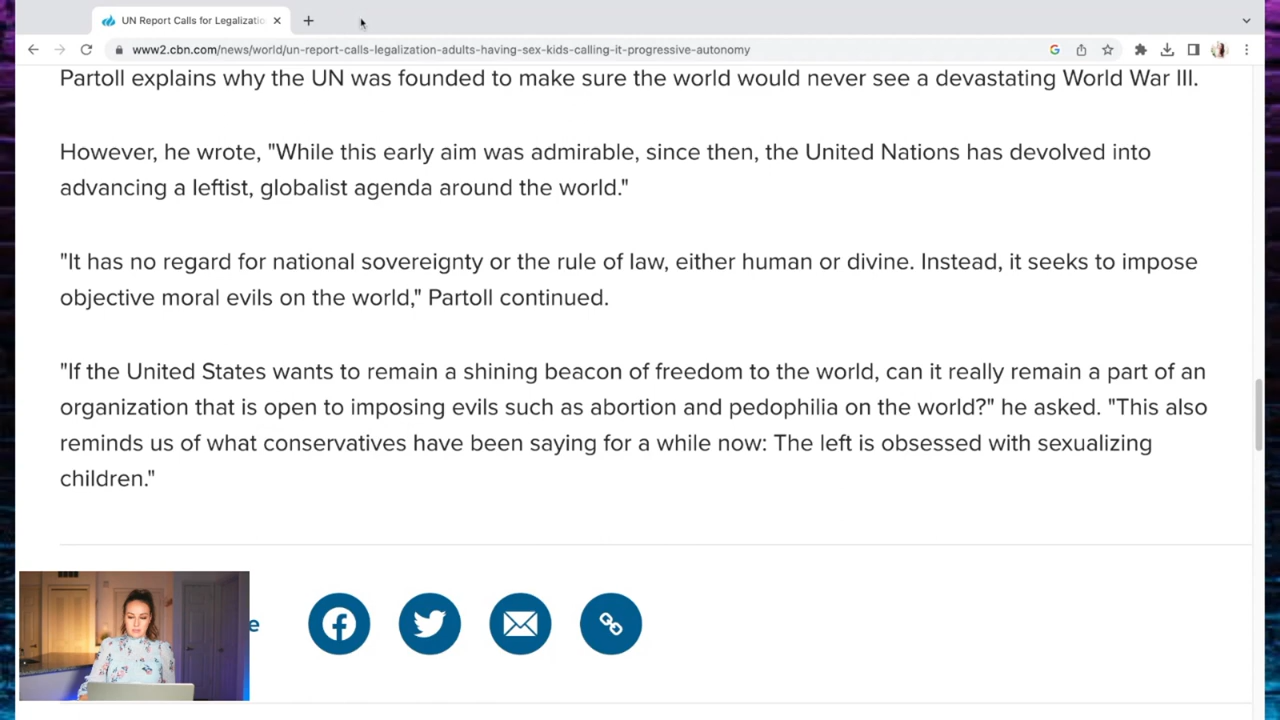 UN Report Calls for Legalizatio
www2.cbn.com/news/world/un-report-calls-legalization-adults-having-sex-kids-calling-it-progressive-autonomy
Partoll explains why the UN was founded to make sure the world would never see a devastating World War III.
However, he wrote, "While this early aim was admirable, since then, the United Nations has devolved into
advancing a leftist, globalist agenda around the world."
"It has no regard for national sovereignty or the rule of law, either human or divine. Instead, it seeks to impose
objective moral evils on the world," Partoll continued.
"If the United States wants to remain a shining beacon of freedom to the world, can it really remain a part of an
organization that is open to imposing evils such as abortion and pedophilia on the world?" he asked. "This also
reminds us of what conservatives have been saying for a while now: The left is obsessed with sexualizing
children."
e